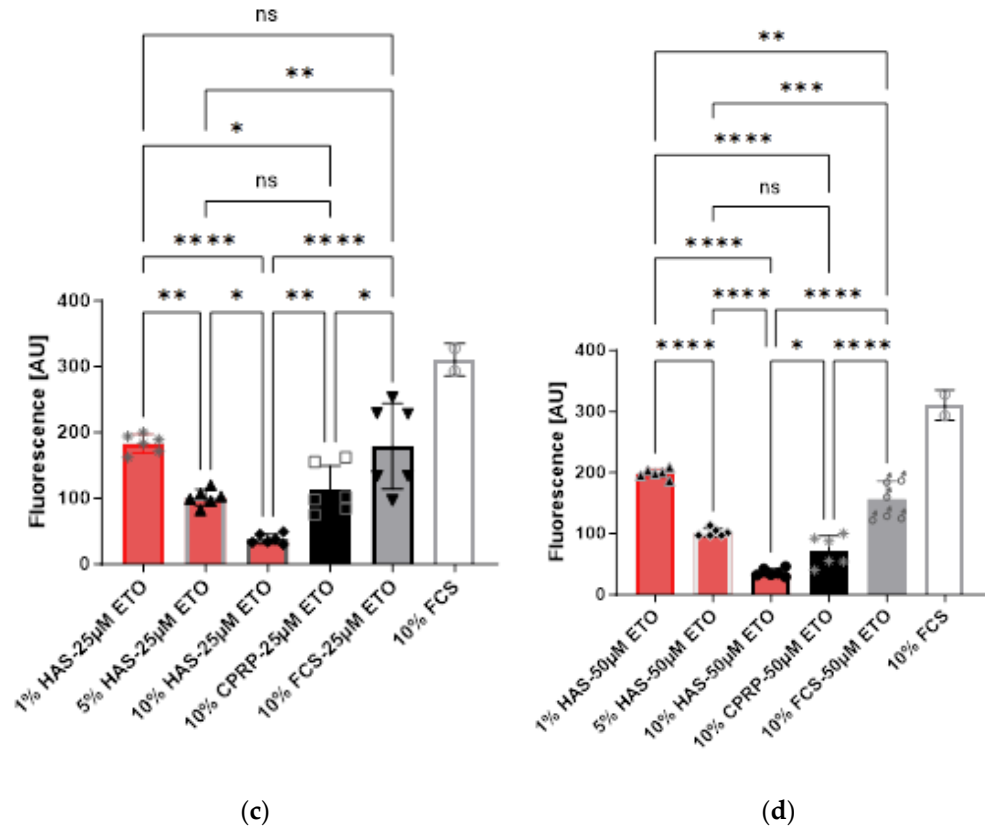 ns
**
*
ns
**** ****
** * ** *
400
300
200
100
0
Fluorescence [AU]
1% HAS-25µM ETO
5% HAS-25µM ETO
10% HAS-25µM ETO
10% CPRP-25µM ETO
10% FCS-25µM ETO
10% FCS
(c)
**
***
****
ns
****
**** ****
**** * ****
400
300
200
100
0
Fluorescence [AU]
1% HAS-50µM ETO
5% HAS-50µM ETO
10% HAS-50µM ETO
10% CPRP-50µM ETO
10% FCS-50µM ETO
10% FCS
(d)